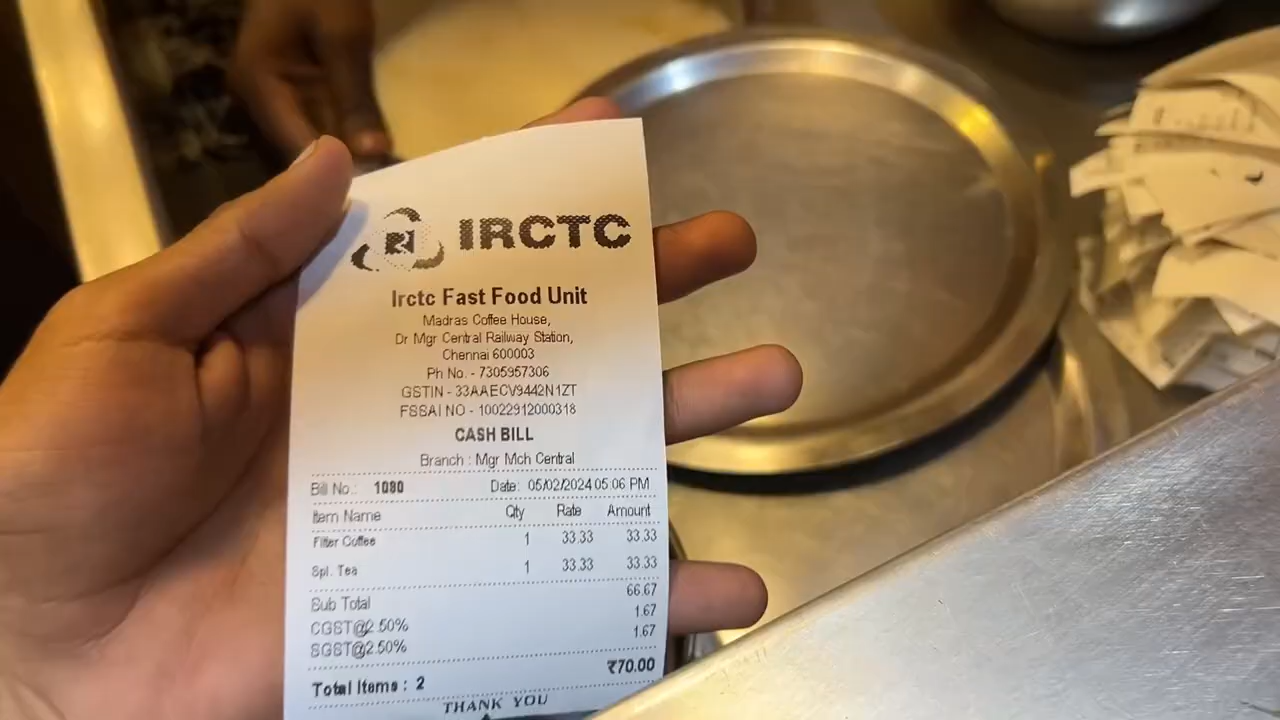 IRCTC
Irctc Fast Food Unit
Madras Coffee House,
Dr Mgr Central Railway Station,
Chennai 600003
Ph No. - 7305957306
GSTIN - 33AAECV9442N1ZT
FSSAI NO - 10022912000318
CASH BILL
Branch : Mgr Mch Central
Bill No.: 1080 Date: 05/02/2024 05:06 PM
Item Name Qty Rate Amount
Filter Coffee 1 33.33 33.33
Spl. Tea 1 33.33 33.33
Sub Total 66.67
CGST@2.50% 1.67
SGST@2.50% 1.67
₹70.00
Total Items : 2
THANK YOU